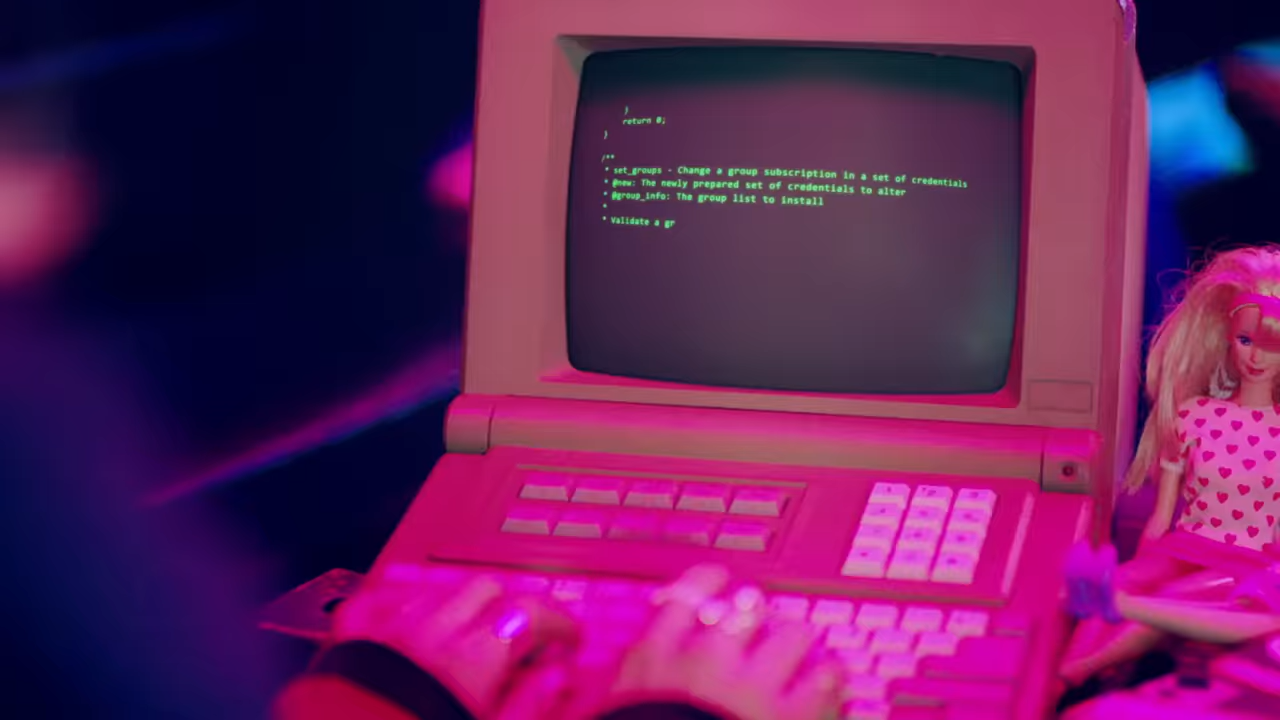 }
return 0;
}
/**
* set_groups - Change a group subscription in a set of credentials
* @new: The newly prepared set of credentials to alter
* @group_info: The group list to install
*
* Validate a gr